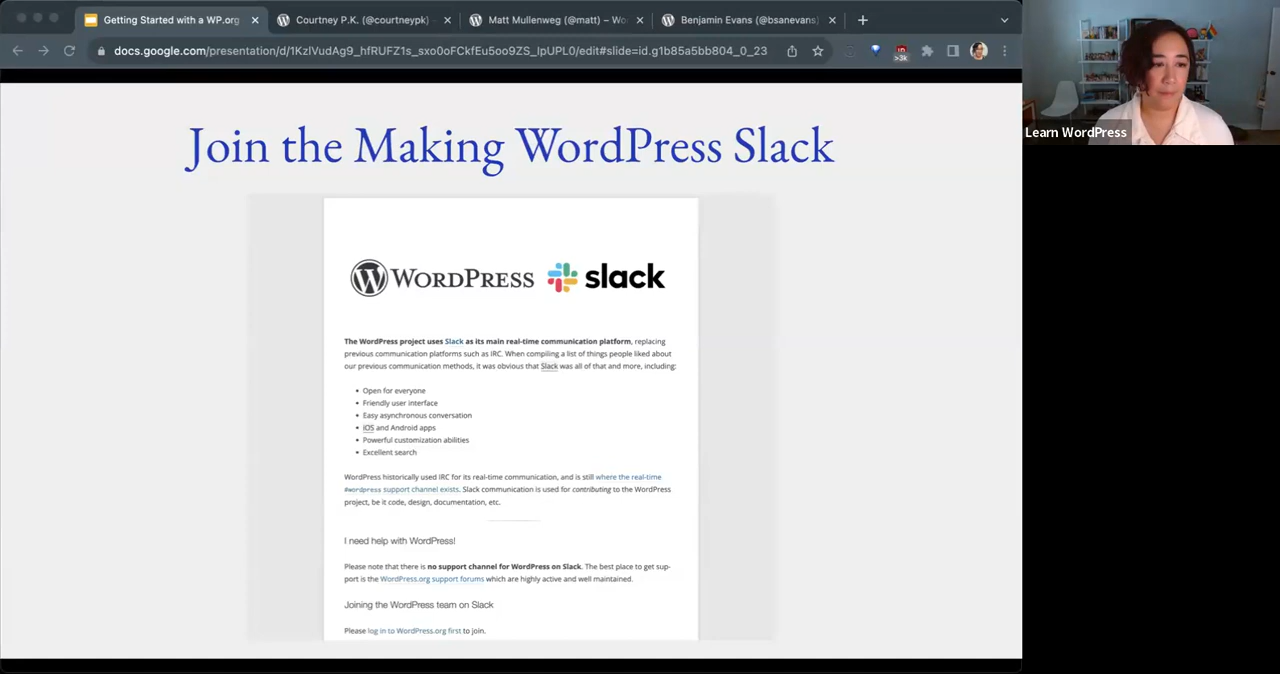 Getting Started with a WP.org
Courtney P.K. (@courtneypk)
Matt Mullenweg (@matt) – Wo
Benjamin Evans (@bsanevans)
docs.google.com/presentation/d/1KzlVudAg9_hfRUFZ1s_sxo0oFCkfEu5oo9ZS_lpUPL0/edit#slide=id.g1b85a5bb804_0_23
>3k
Learn WordPress
Join the Making WordPress Slack
WORDPRESS slack
The WordPress project uses Slack as its main real-time communication platform, replacing
previous communication platforms such as IRC. When compiling a list of things people liked about
our previous communication methods, it was obvious that Slack was all of that and more, including:
• Open for everyone
• Friendly user interface
• Easy asynchronous conversation
• iOS and Android apps
• Powerful customization abilities
• Excellent search
WordPress historically used IRC for its real-time communication, and is still where the real-time
#wordpress support channel exists. Slack communication is used for contributing to the WordPress
project, be it code, design, documentation, etc.
I need help with WordPress!
Please note that there is no support channel for WordPress on Slack. The best place to get sup-
port is the WordPress.org support forums which are highly active and well maintained.
Joining the WordPress team on Slack
Please log in to WordPress.org first to join.